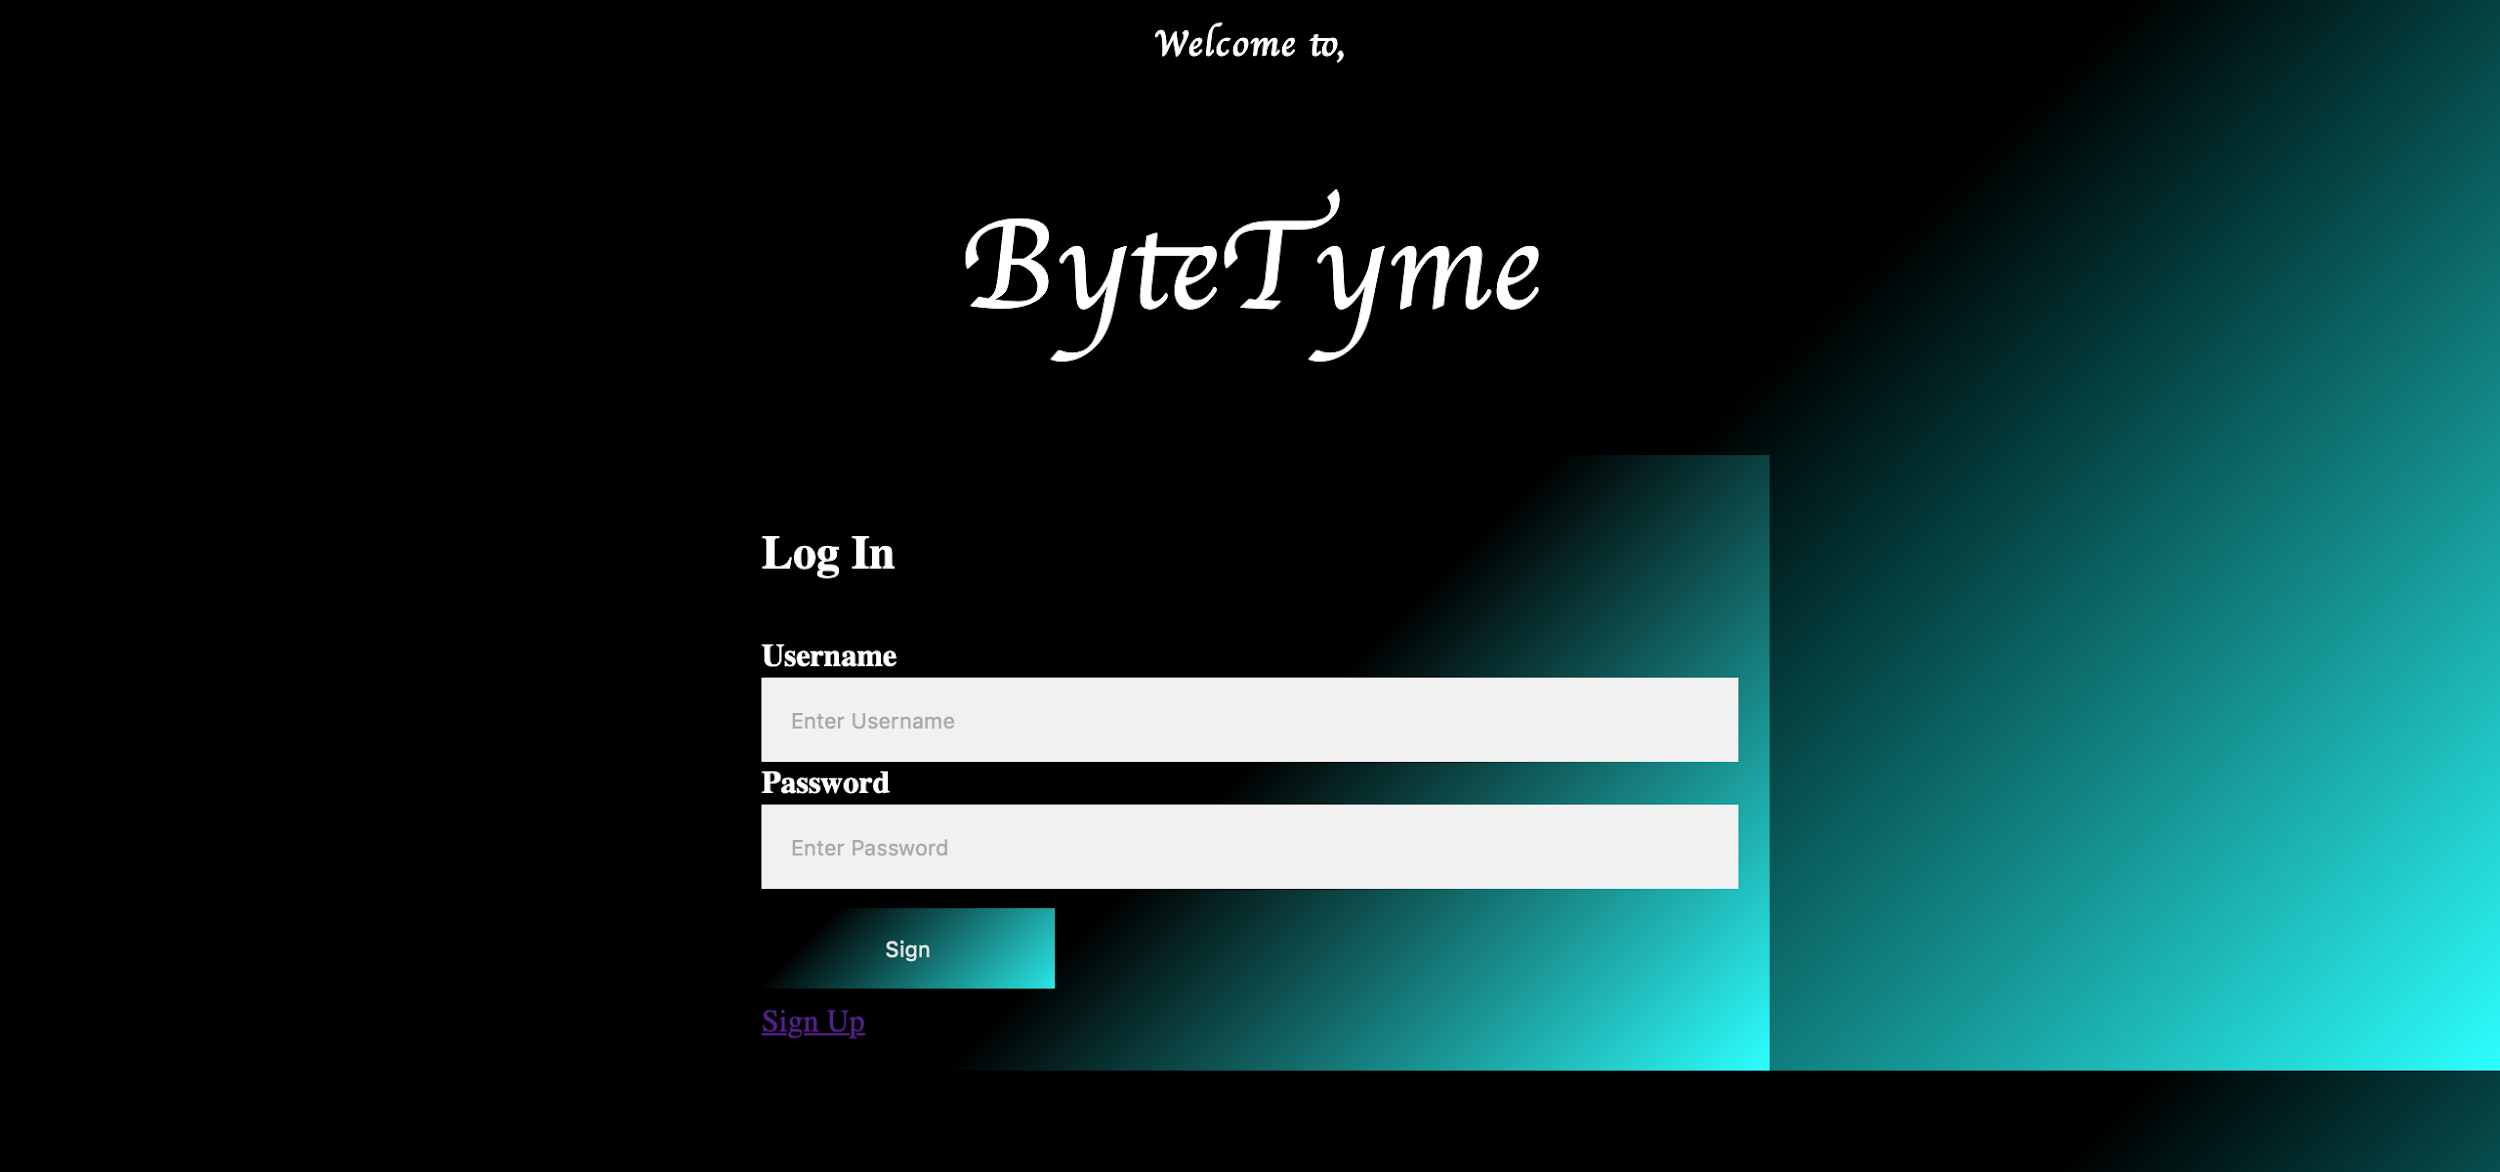 Welcome to,
ByteTyme
Log In
Username
Enter Username
Password
Enter Password
Sign
Sign Up